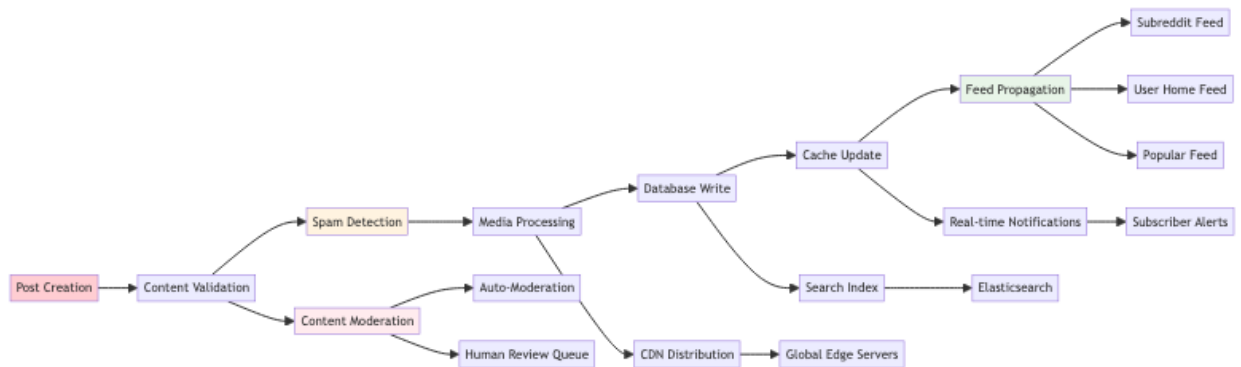 Subreddit Feed
Feed Propagation
User Home Feed
Cache Update
Popular Feed
Database Write
Spam Detection
Media Processing
Real-time Notifications
Subscriber Alerts
Post Creation
Content Validation
Auto-Moderation
Search Index
Elasticsearch
Content Moderation
Human Review Queue
CDN Distribution
Global Edge Servers